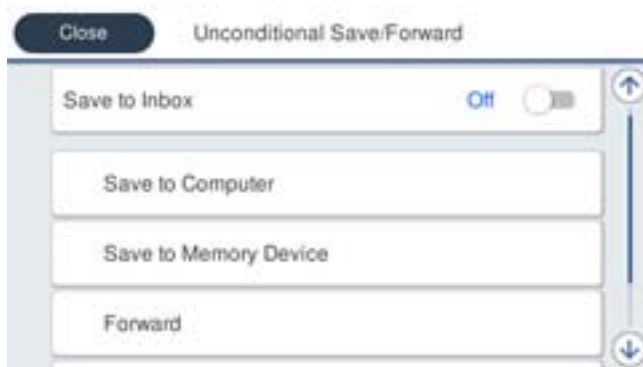 Close Unconditional Save/Forward
Save to Inbox Off
Save to Computer
Save to Memory Device
Forward